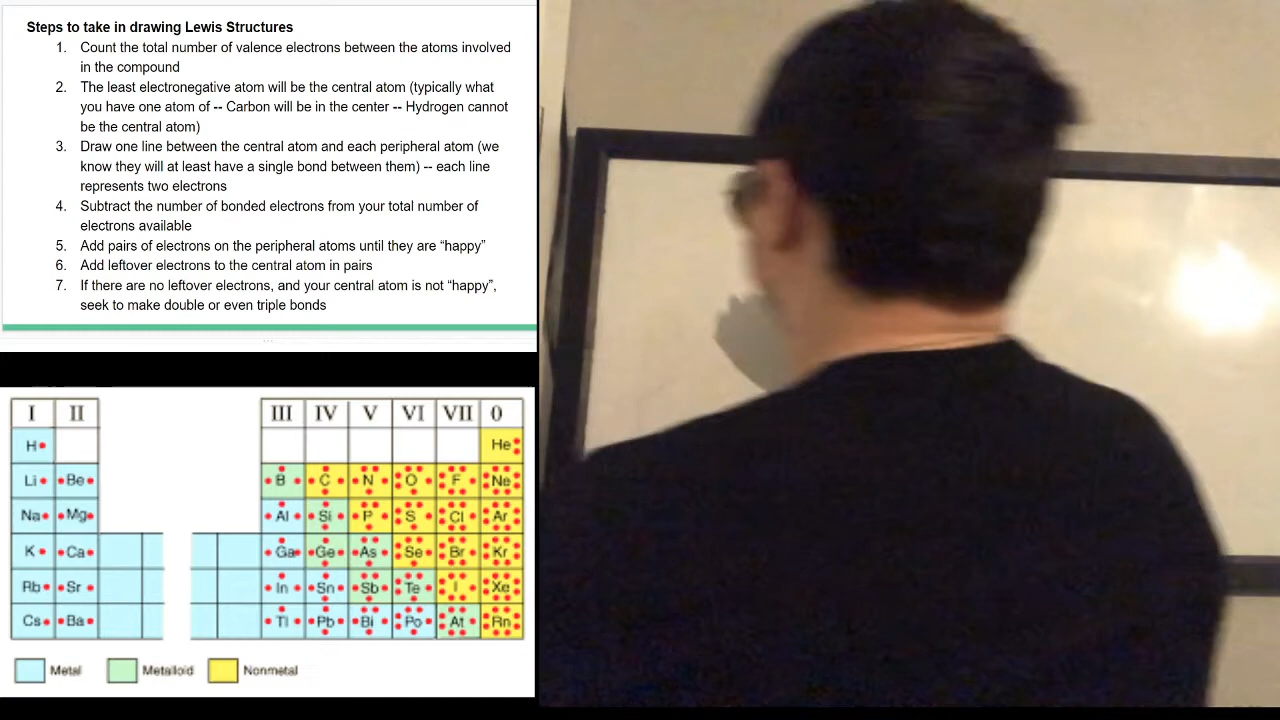 Steps to take in drawing Lewis Structures
1. Count the total number of valence electrons between the atoms involved
in the compound
2. The least electronegative atom will be the central atom (typically what
you have one atom of -- Carbon will be in the center -- Hydrogen cannot
be the central atom)
3. Draw one line between the central atom and each peripheral atom (we
know they will at least have a single bond between them) -- each line
represents two electrons
4. Subtract the number of bonded electrons from your total number of
electrons available
5. Add pairs of electrons on the peripheral atoms until they are “happy”
6. Add leftover electrons to the central atom in pairs
7. If there are no leftover electrons, and your central atom is not “happy”,
seek to make double or even triple bonds
I II III IV V VI VII 0
H He
Li Be B C N O F Ne
Na Mg Al Si P S Cl Ar
K Ca Ga Ge As Se Br Kr
Rb Sr In Sn Sb Te I Xe
Cs Ba Tl Pb Bi Po At Rn
Metal Metalloid Nonmetal